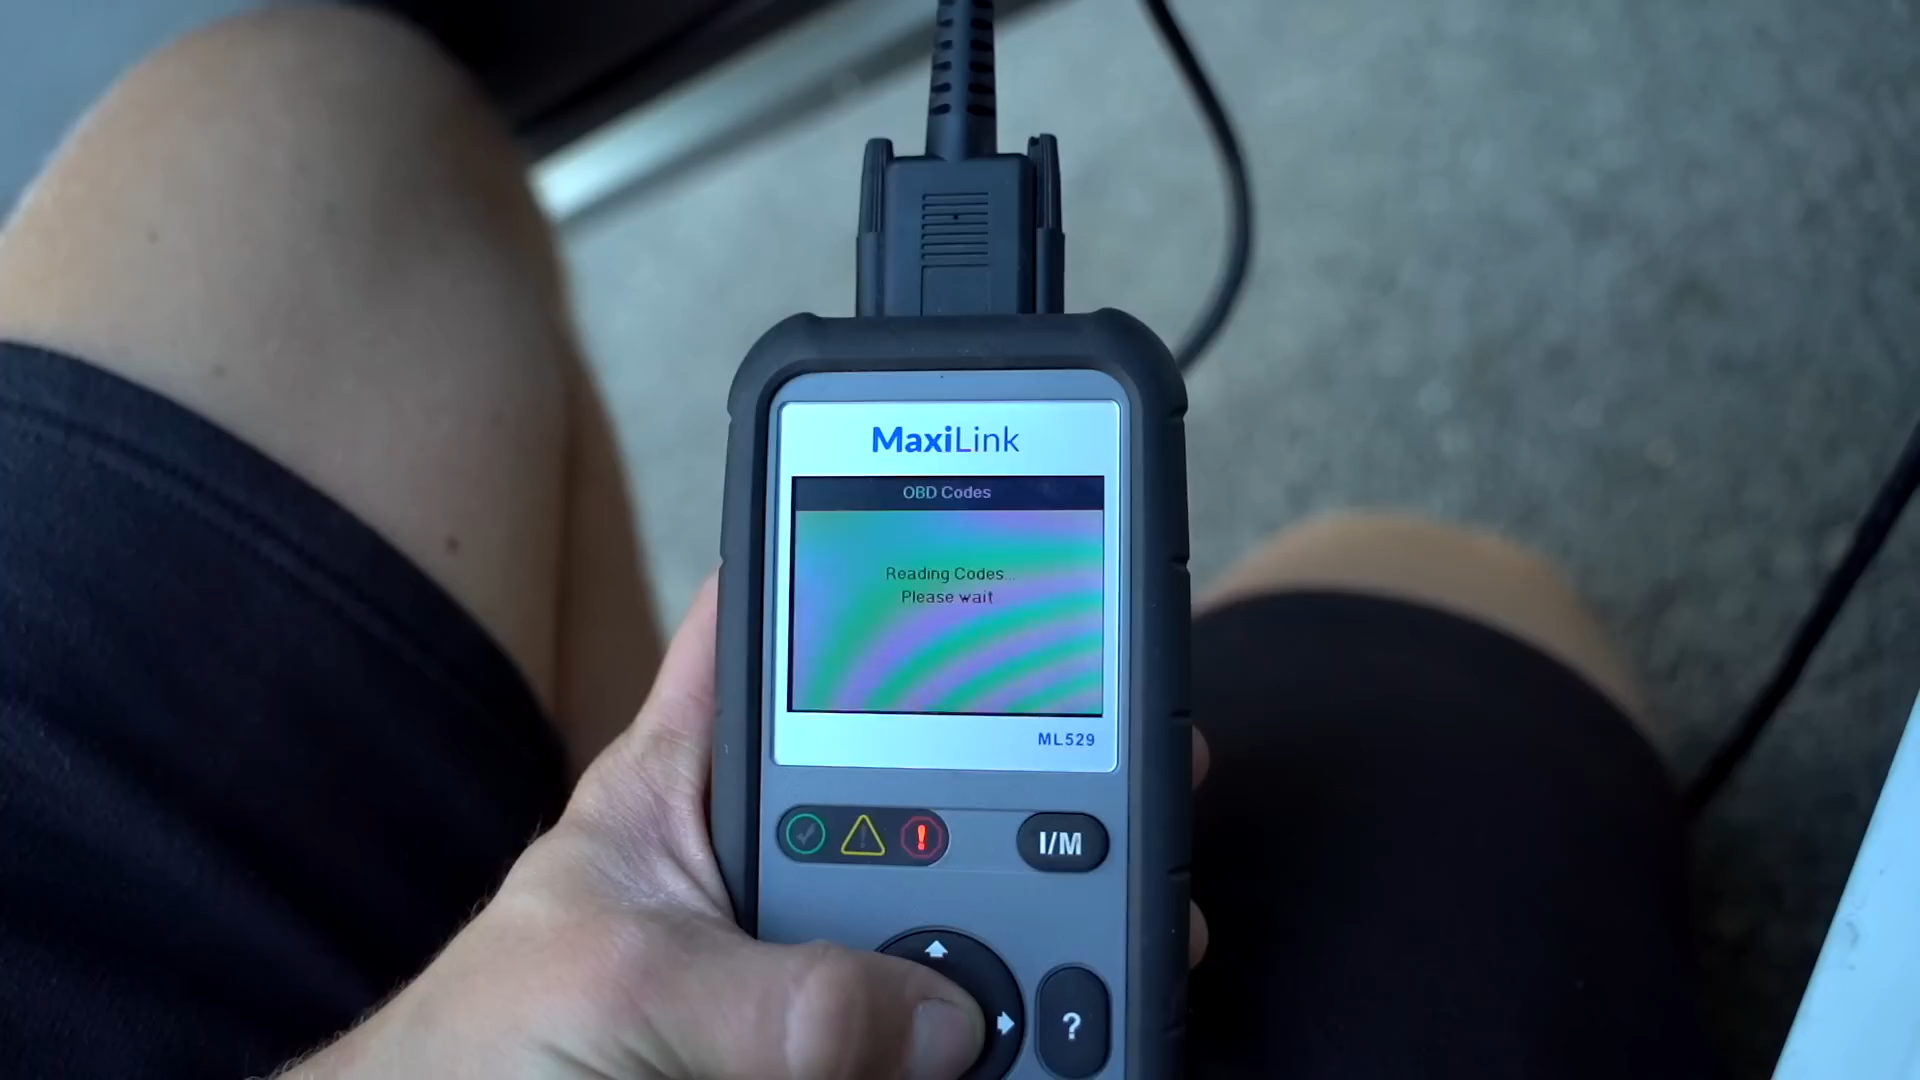 MaxiLink
OBD Codes
Reading Codes...
Please wait
ML529
I/M
?